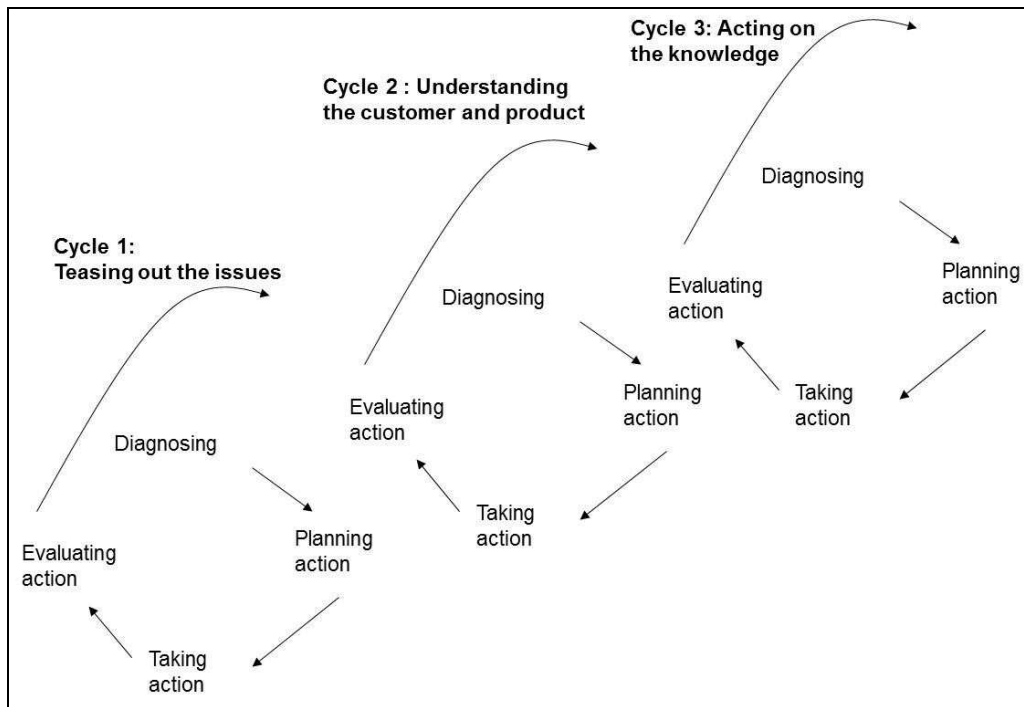 Cycle 1:
Teasing out the issues
Diagnosing
Planning
action
Taking
action
Evaluating
action
Cycle 2 : Understanding
the customer and product
Diagnosing
Planning
action
Taking
action
Evaluating
action
Cycle 3: Acting on
the knowledge
Diagnosing
Planning
action
Taking
action
Evaluating
action